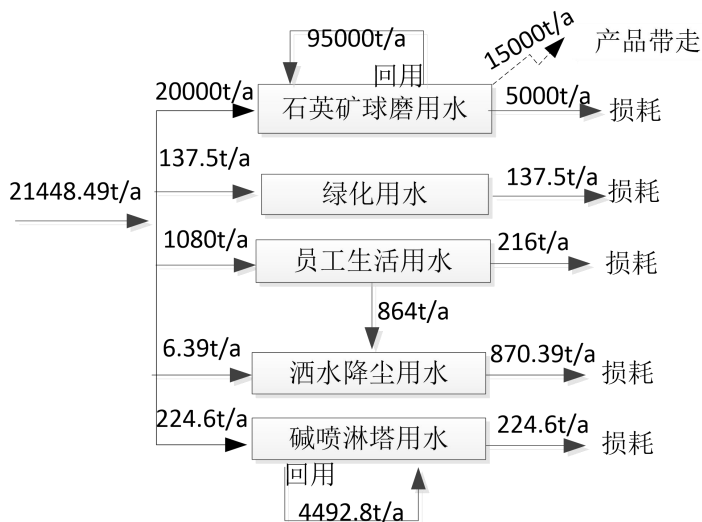 95000t/a
回用
15000t/a
产品带走
20000t/a
石英矿球磨用水
5000t/a
损耗
137.5t/a
绿化用水
137.5t/a
损耗
21448.49t/a
1080t/a
员工生活用水
216t/a
损耗
864t/a
6.39t/a
洒水降尘用水
870.39t/a
损耗
224.6t/a
碱喷淋塔用水
224.6t/a
损耗
回用
4492.8t/a